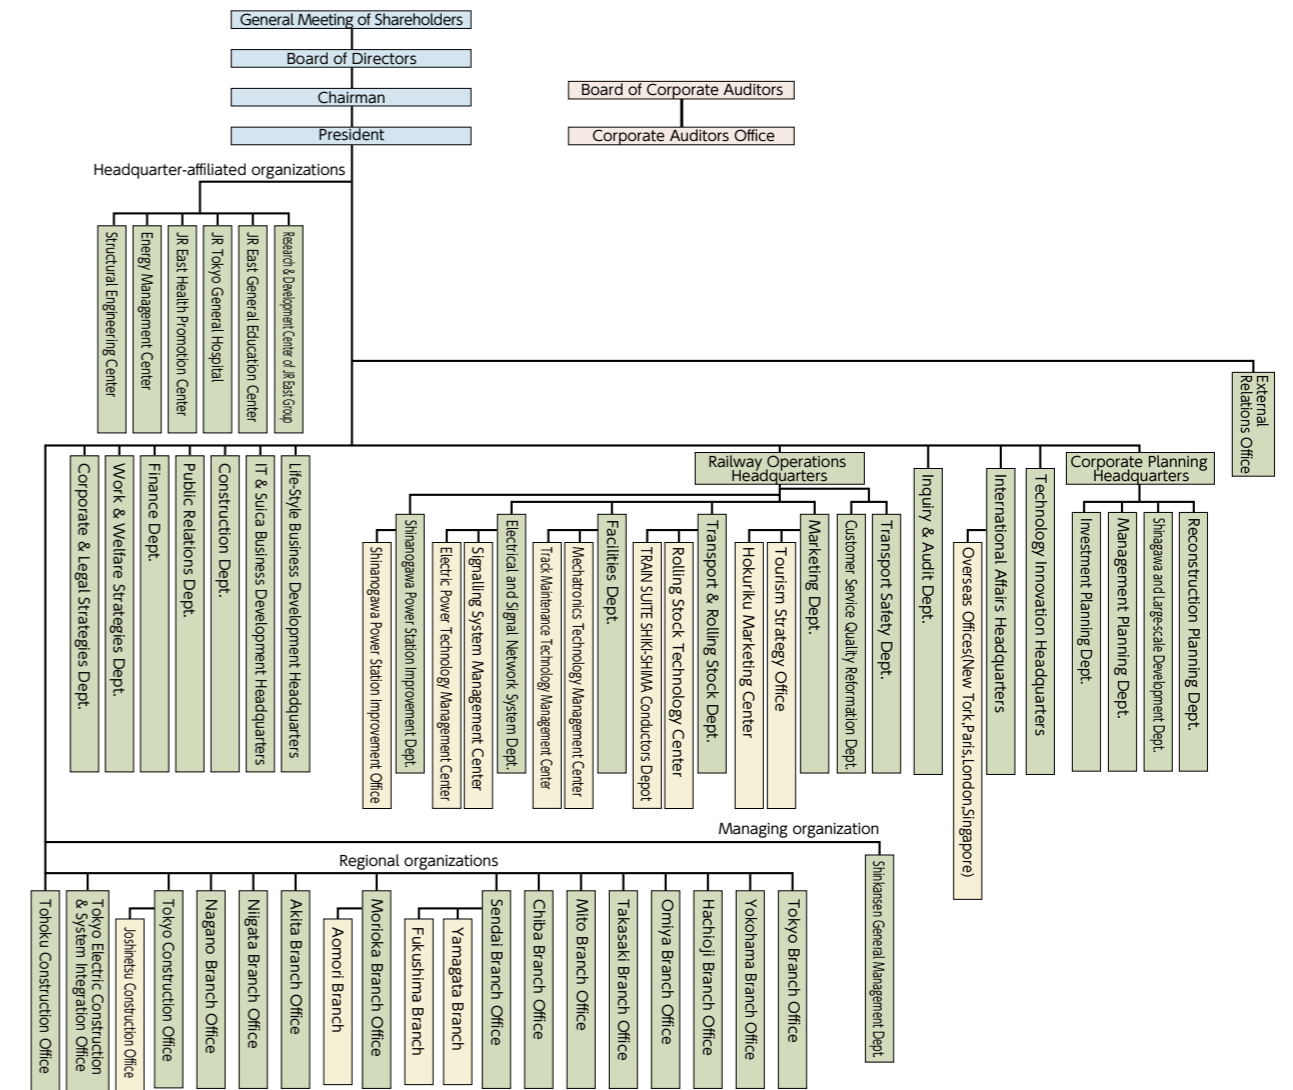 General Meeting of Shareholders
Board of Directors
Chairman
President
Board of Corporate Auditors
Corporate Auditors Office
Headquarter-affiliated organizations
Structural Engineering Center
Energy Management Center
JR East Health Promotion Center
JR Tokyo General Hospital
JR East General Education Center
Research & Development Center of JR East Group
External
Relations Office
Corporate & Legal Strategies Dept.
Work & Welfare Strategies Dept.
Finance Dept.
Public Relations Dept.
Construction Dept.
IT & Suica Business Development Headquarters
Life-Style Business Development Headquarters
Railway Operations
Headquarters
Shinanogawa Power Station Improvement Office
Shinanogawa Power Station Improvement Dept.
Electric Power Technology Management Center
Signalling System Management Center
Electrical and Signal Network System Dept.
Track Maintenance Technology Management Center
Mechatronics Technology Management Center
Facilities Dept.
TRAIN SUITE SHIKI-SHIMA Conductors Depot
Rolling Stock Technology Center
Transport & Rolling Stock Dept.
Hokuriku Marketing Center
Tourism Strategy Office
Marketing Dept.
Customer Service Quality Reformation Dept.
Transport Safety Dept.
Inquiry & Audit Dept.
Overseas Offices(New Tork,Paris,London,Singapore)
International Affairs Headquarters
Technology Innovation Headquarters
Corporate Planning
Headquarters
Investment Planning Dept.
Management Planning Dept.
Shinagawa and Large-scale Development Dept.
Reconstruction Planning Dept.
Managing organization
Shinkansen General Management Dept.
Regional organizations
Tohoku Construction Office
Tokyo Electric Construction
& System Integration Office
Joshinetsu Construction Office
Tokyo Construction Office
Nagano Branch Office
Niigata Branch Office
Akita Branch Office
Aomori Branch
Morioka Branch Office
Fukushima Branch
Yamagata Branch
Sendai Branch Office
Chiba Branch Office
Mito Branch Office
Takasaki Branch Office
Omiya Branch Office
Hachioji Branch Office
Yokohama Branch Office
Tokyo Branch Office